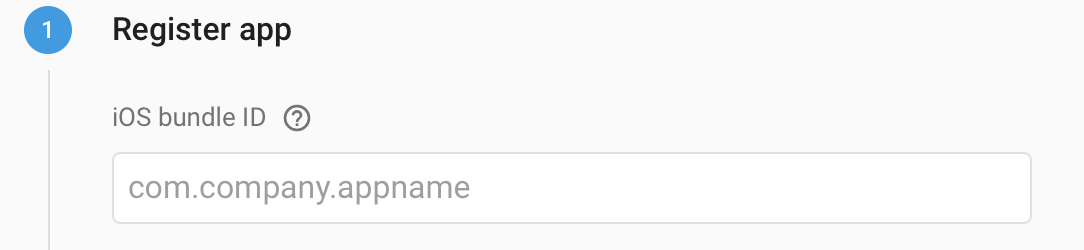 1 Register app
iOS bundle ID ?
com.company.appname